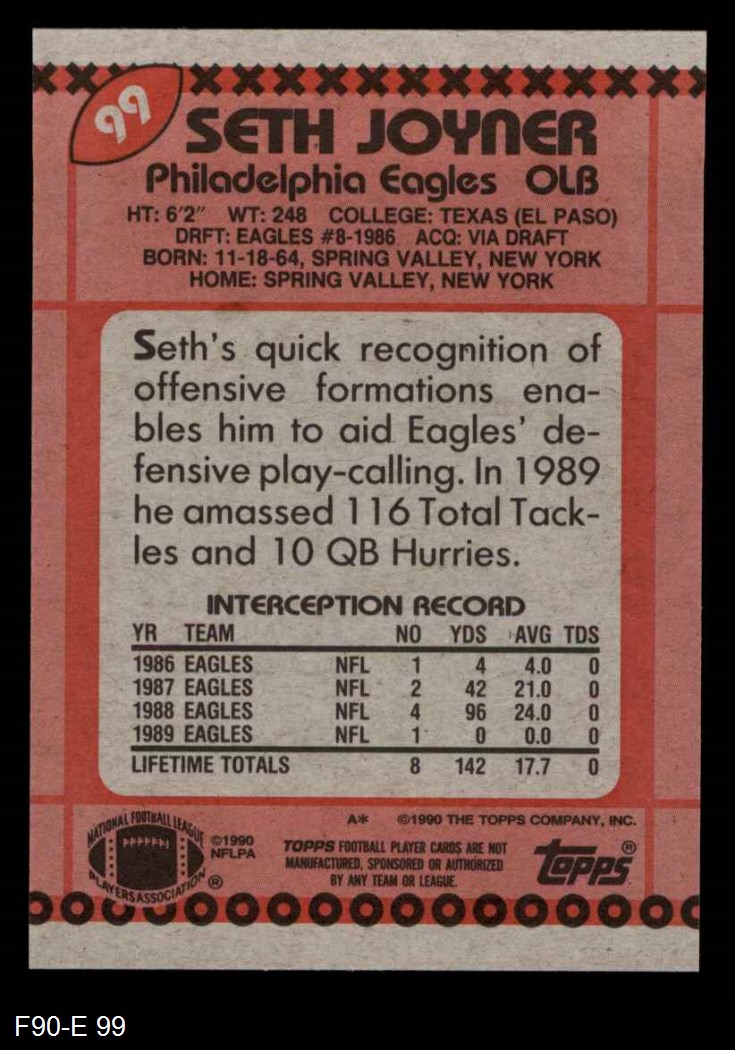 99
SETH JOYNER
Philadelphia Eagles OLB
HT: 6'2" WT: 248 COLLEGE: TEXAS (EL PASO)
DRFT: EAGLES #8-1986 ACQ: VIA DRAFT
BORN: 11-18-64, SPRING VALLEY, NEW YORK
HOME: SPRING VALLEY, NEW YORK
Seth's quick recognition of
offensive formations ena-
bles him to aid Eagles' de-
fensive play-calling. In 1989
he amassed 116 Total Tack-
les and 10 QB Hurries.
INTERCEPTION RECORD
YR TEAM NO YDS AVG TDS
1986 EAGLES NFL 1 4 4.0 0
1987 EAGLES NFL 2 42 21.0 0
1988 EAGLES NFL 4 96 24.0 0
1989 EAGLES NFL 1 0 0.0 0
LIFETIME TOTALS 8 142 17.7 0
A* ©1990 THE TOPPS COMPANY, INC.
NATIONAL FOOTBALL LEAGUE
PLAYERS ASSOCIATION ®
©1990
NFLPA
TOPPS FOOTBALL PLAYER CARDS ARE NOT
MANUFACTURED, SPONSORED OR AUTHORIZED
BY ANY TEAM OR LEAGUE.
topps ®
F90-E 99